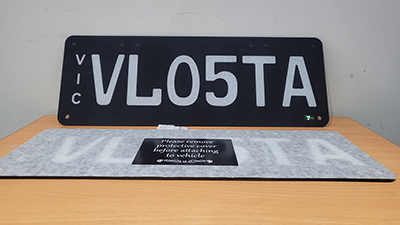 VIC
VL05TA
Please remove
protective cover
before attaching
to vehicle